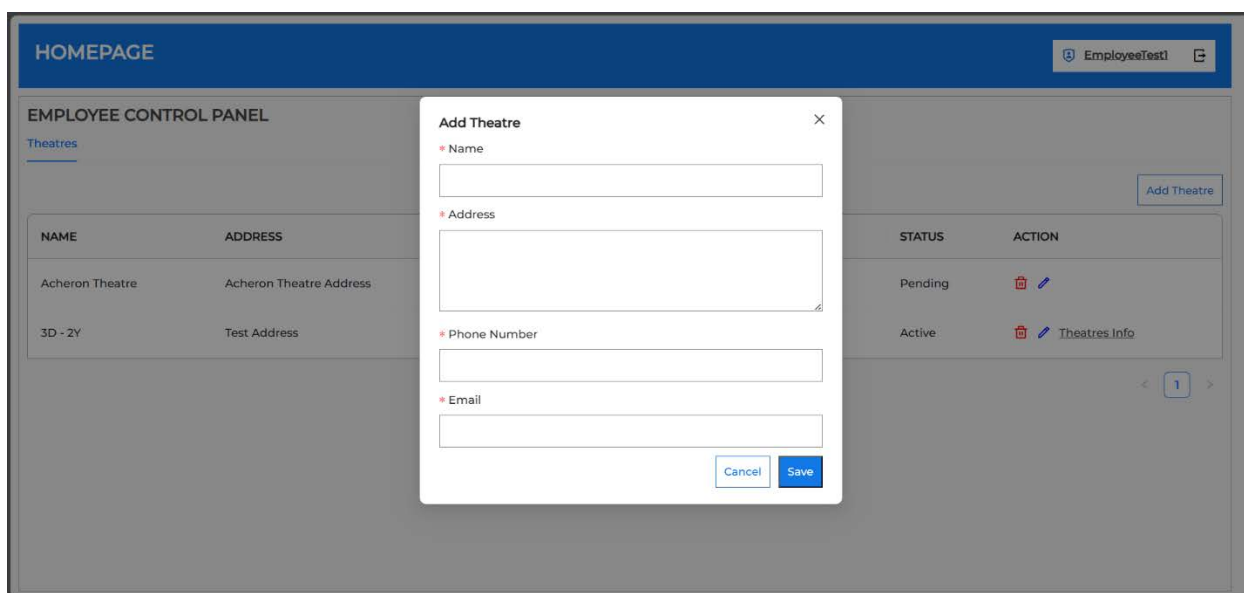 HOMEPAGE
EmployeeTest1
EMPLOYEE CONTROL PANEL
Theatres
Add Theatre
NAME ADDRESS STATUS ACTION
Acheron Theatre Acheron Theatre Address Pending
3D - 2Y Test Address Active Theatres Info
< 1 >
Add Theatre
* Name
* Address
* Phone Number
* Email
Cancel Save